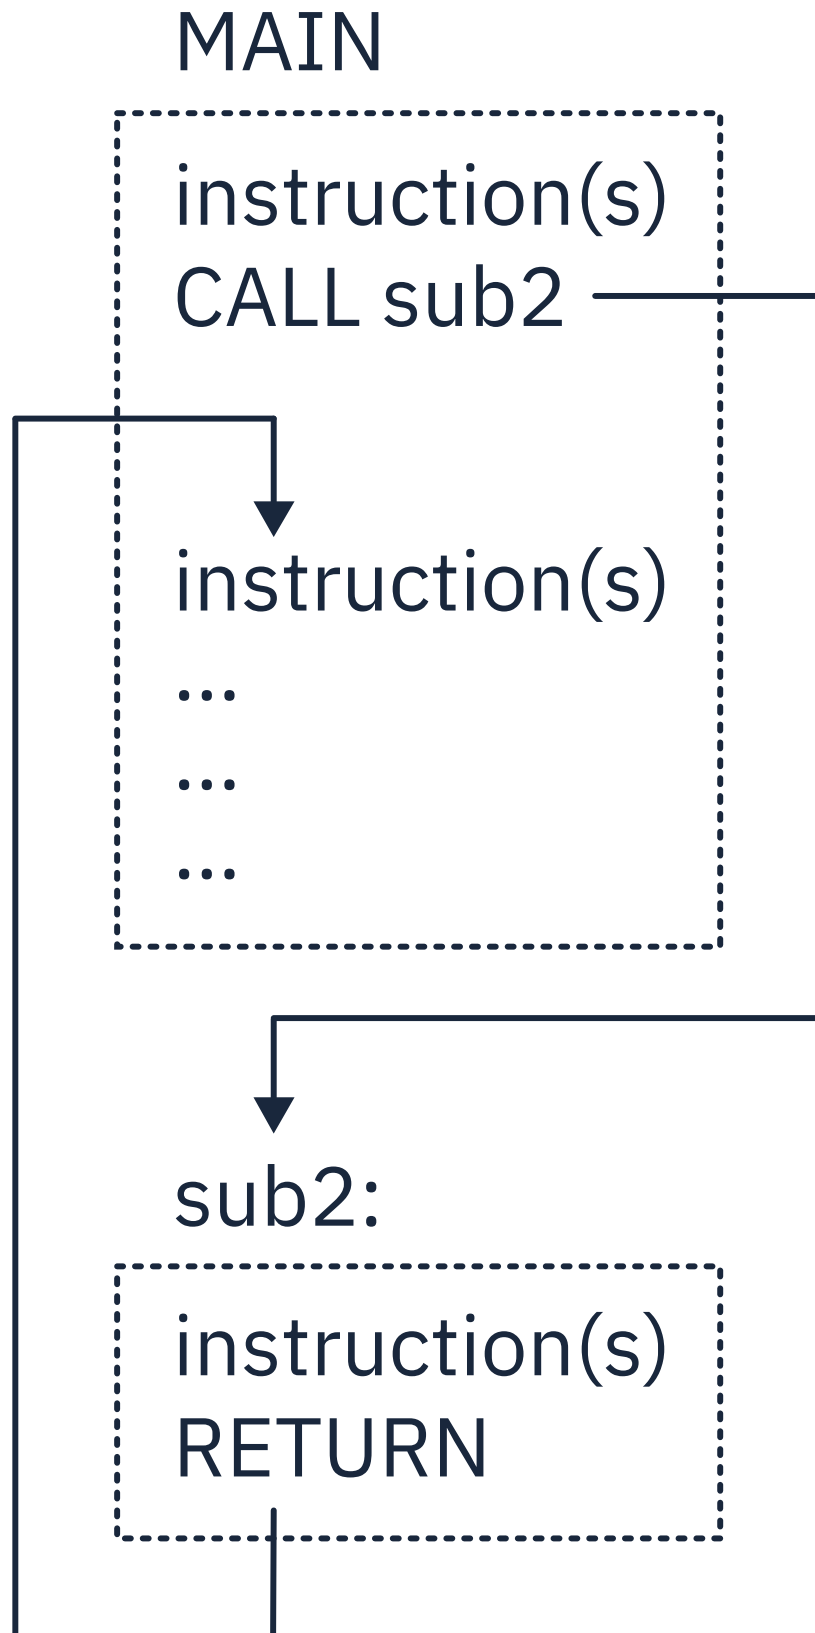 MAIN
instruction(s)
CALL sub2
instruction(s)
...
...
...
sub2:
instruction(s)
RETURN